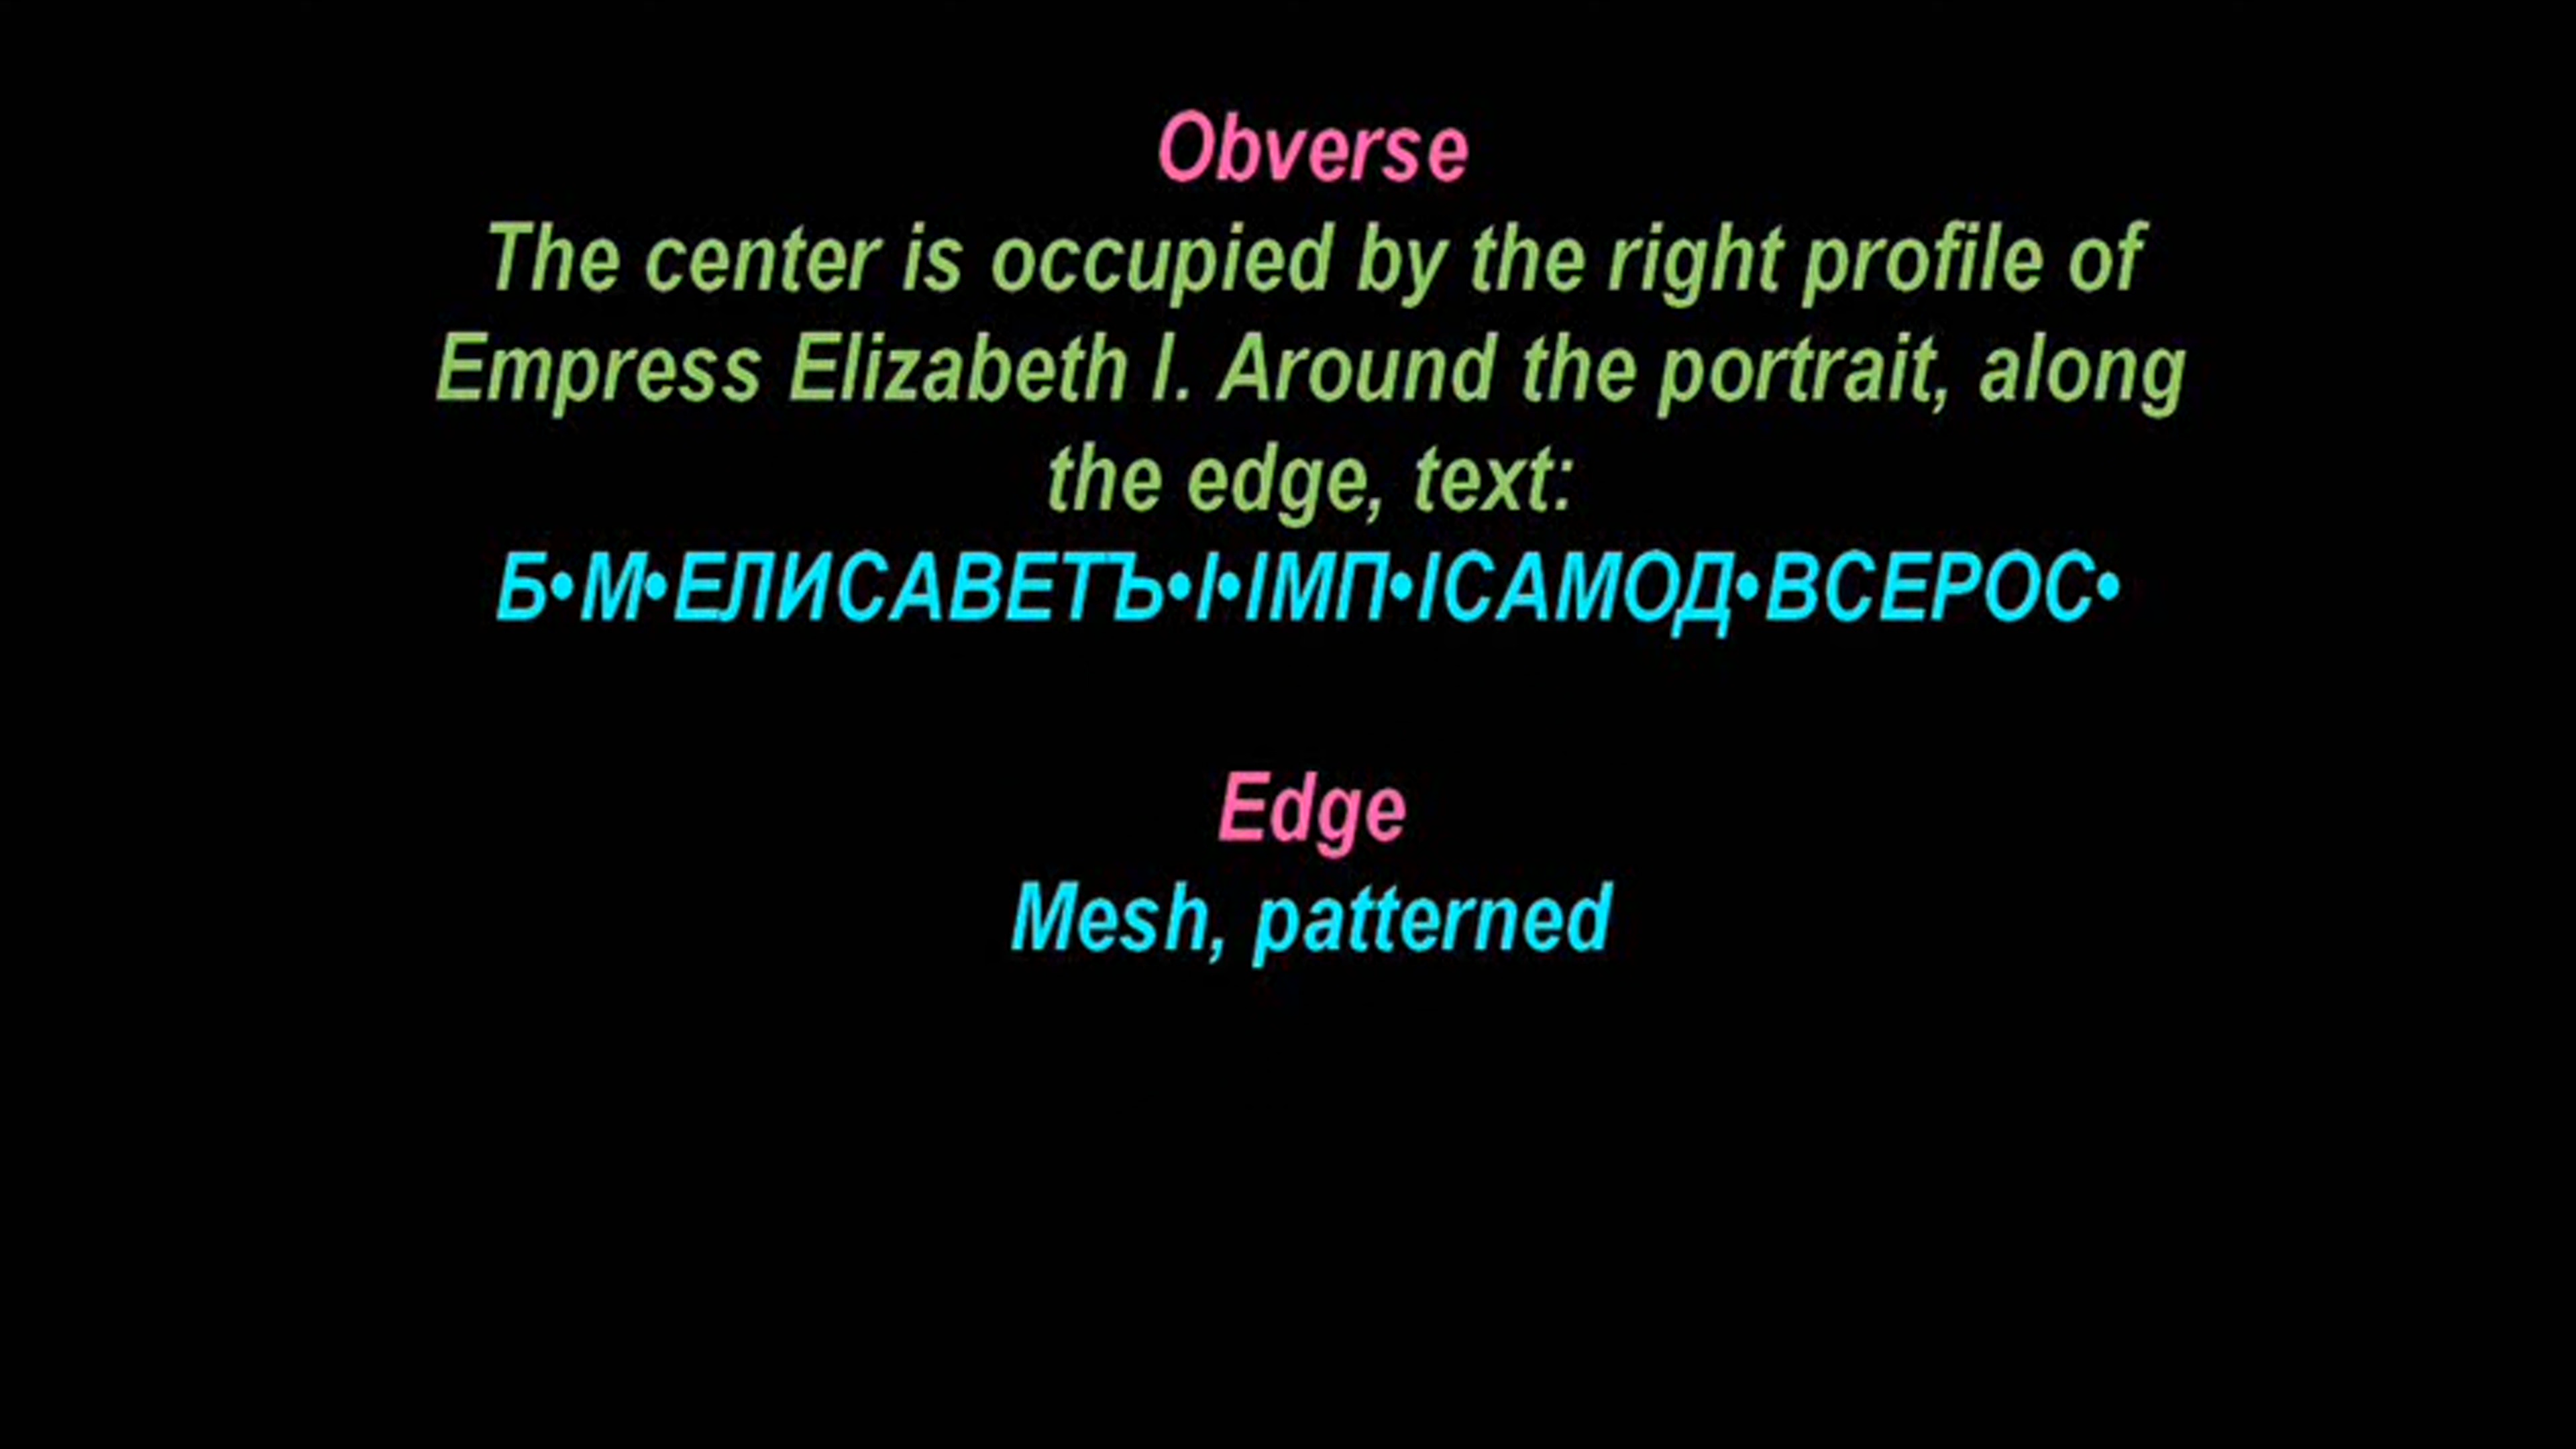 Obverse
The center is occupied by the right profile of
Empress Elizabeth I. Around the portrait, along
the edge, text:
Б•М•ЕЛИСАВЕТЪ•I•IМП•IСАМОД•ВСЕРОС•
Edge
Mesh, patterned